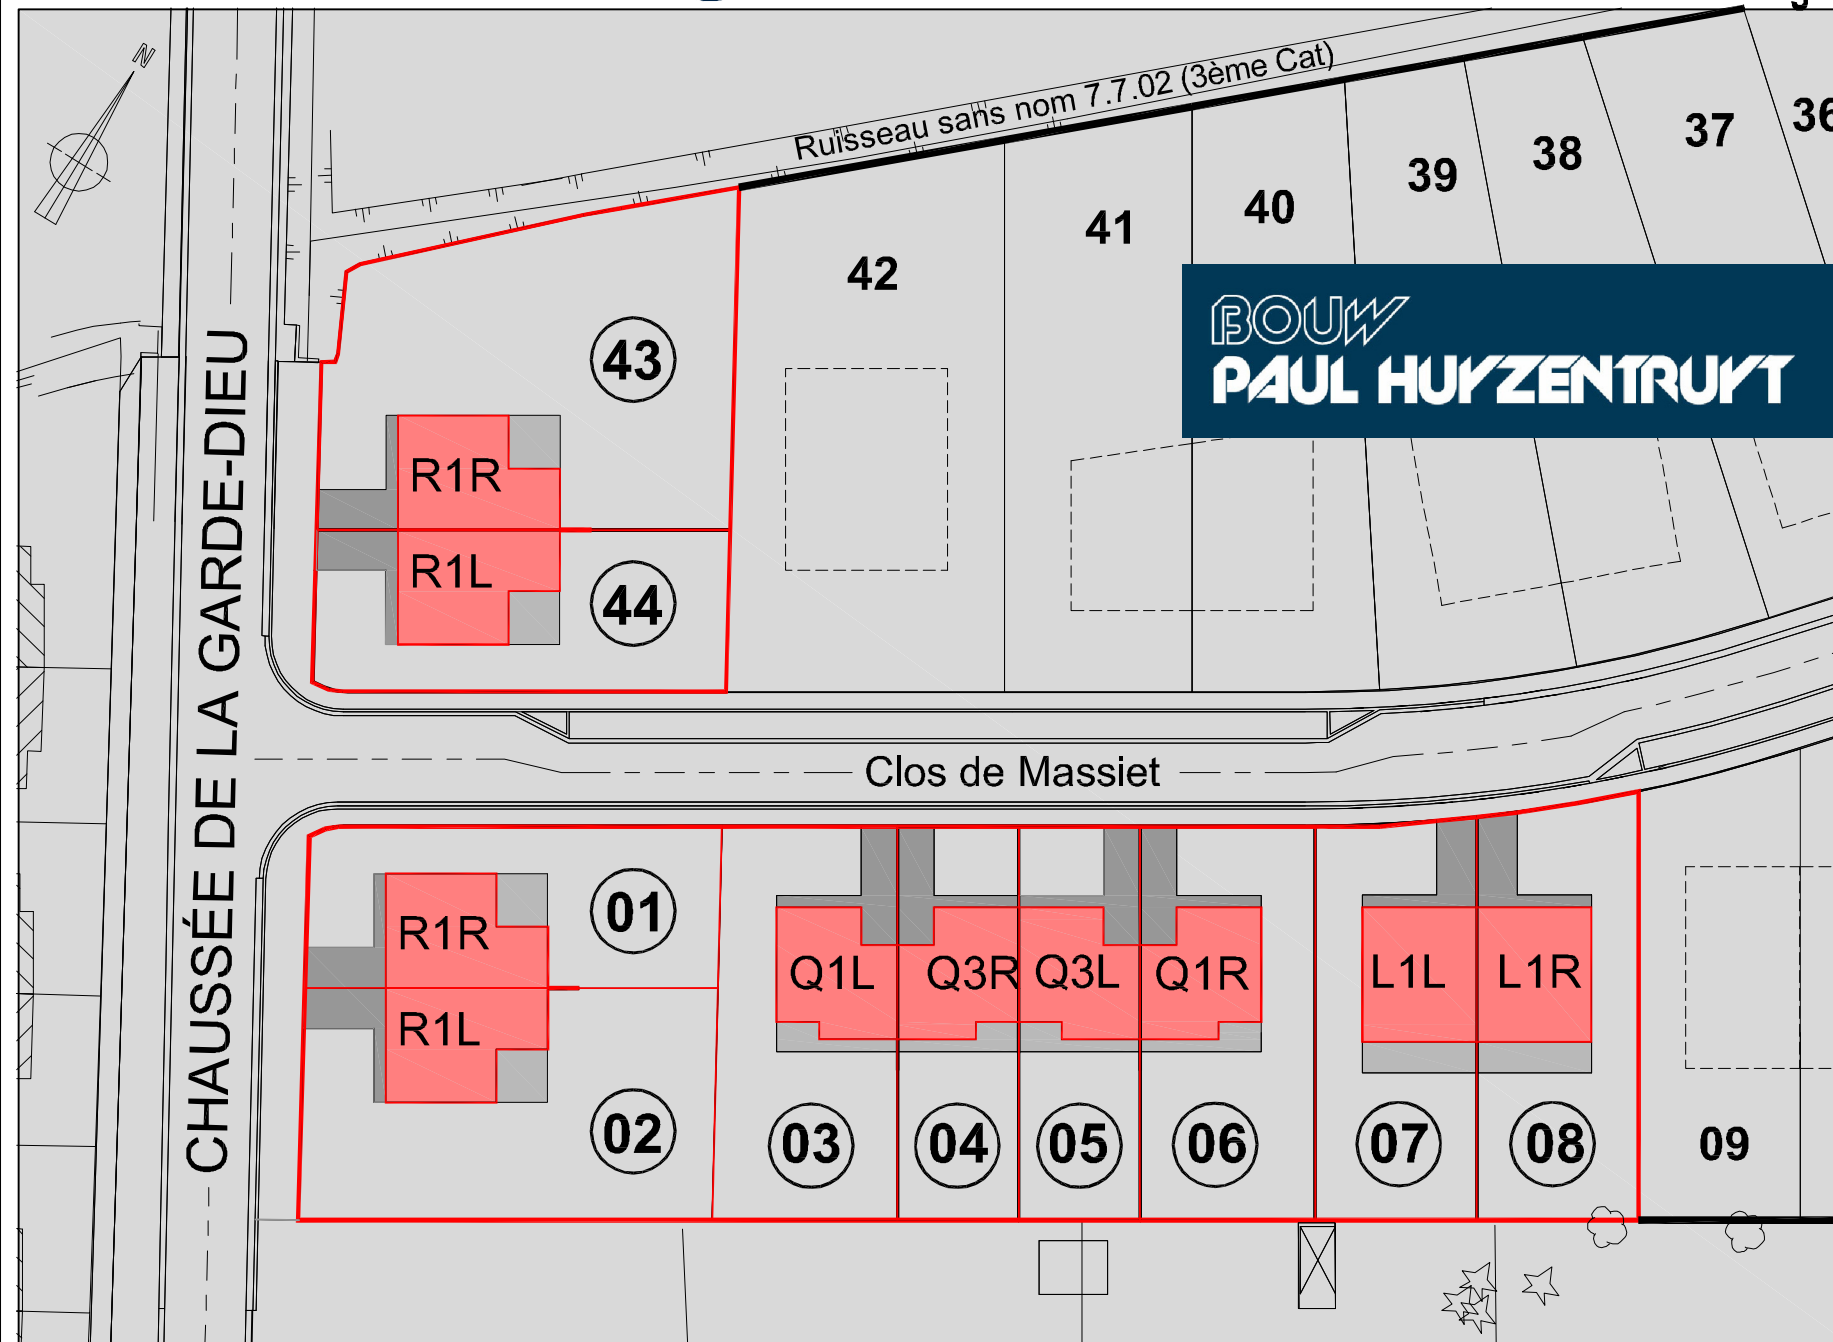 N
Ruisseau sans nom 7.7.02 (3ème Cat)
36
37
38
39
40
41
42
43
BOUW
PAUL HUYZENTRUYT
R1R
R1L
44
CHAUSSÉE DE LA GARDE-DIEU
Clos de Massiet
R1R
01
R1L
02
Q1L
Q3R
Q3L
Q1R
L1L
L1R
03
04
05
06
07
08
09